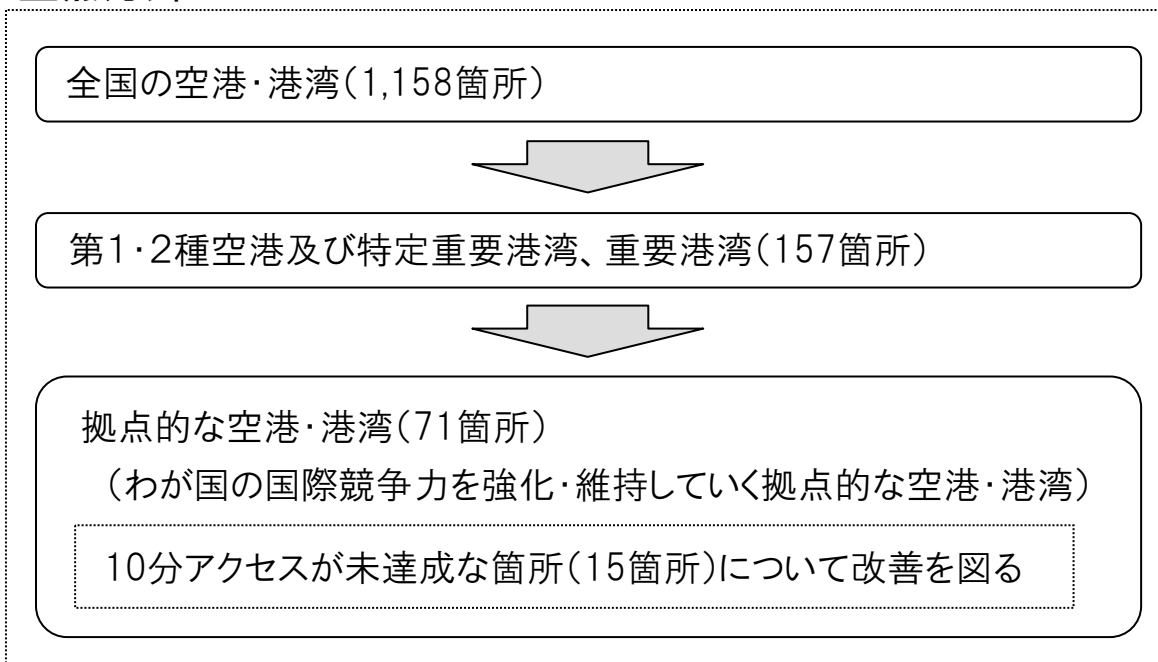 全国の空港･港湾(1,158箇所)
第1･2種空港及び特定重要港湾、重要港湾(157箇所)
拠点的な空港･港湾(71箇所)
(わが国の国際競争力を強化･維持していく拠点的な空港･港湾)
10分アクセスが未達成な箇所(15箇所)について改善を図る